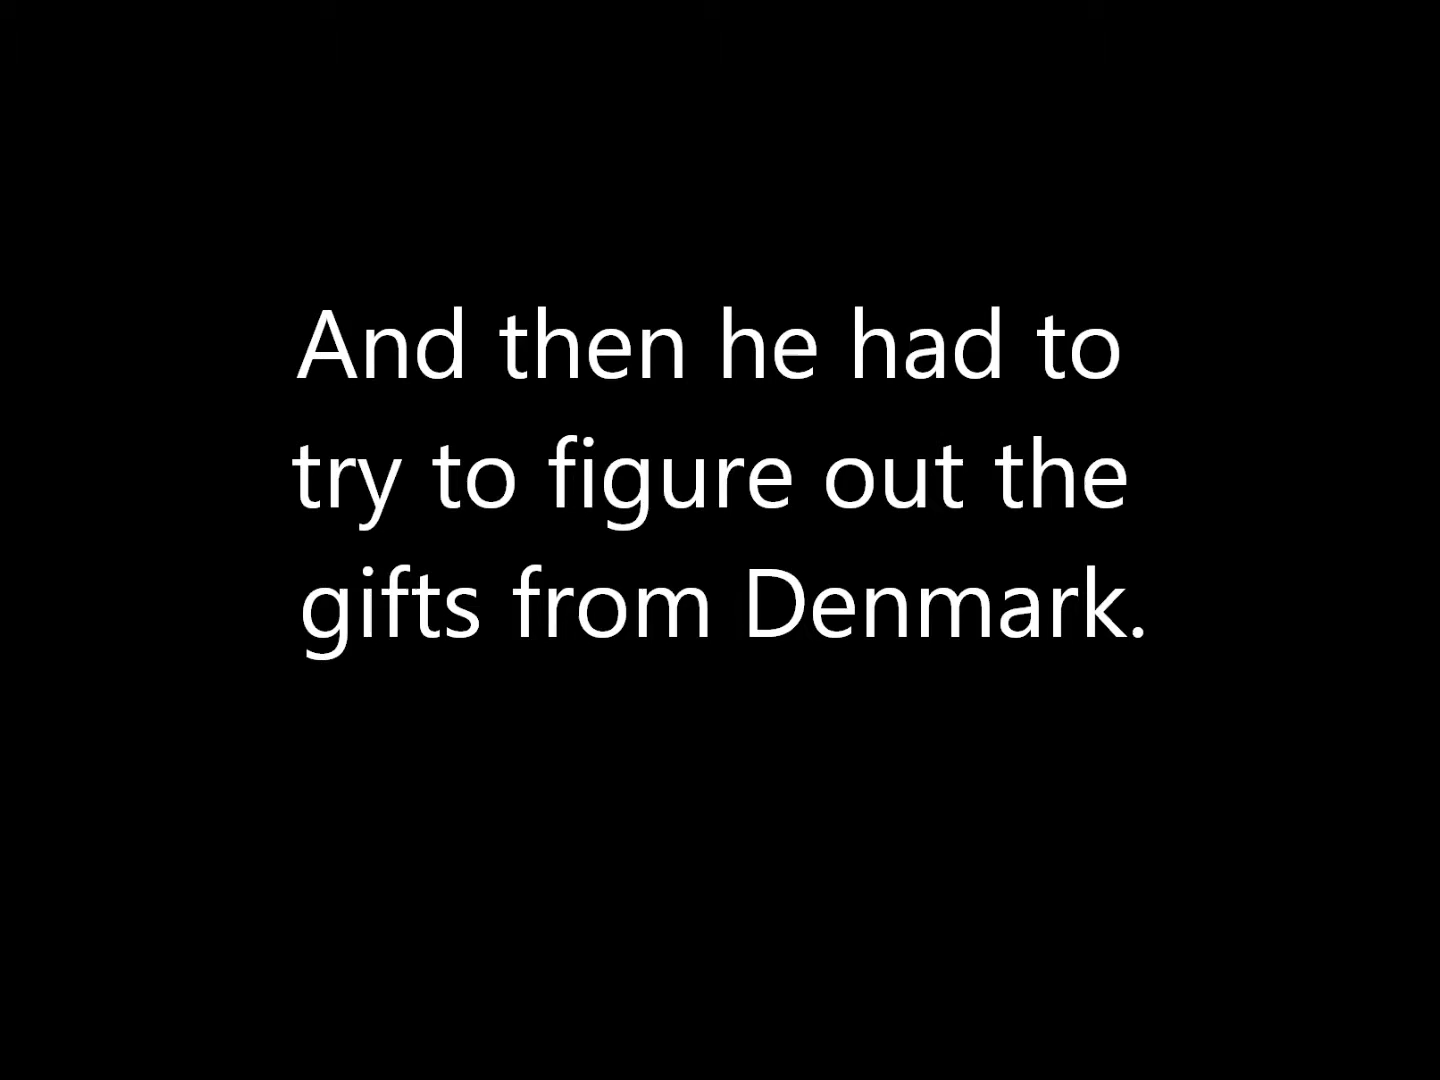 And then he had to
try to figure out the
gifts from Denmark.